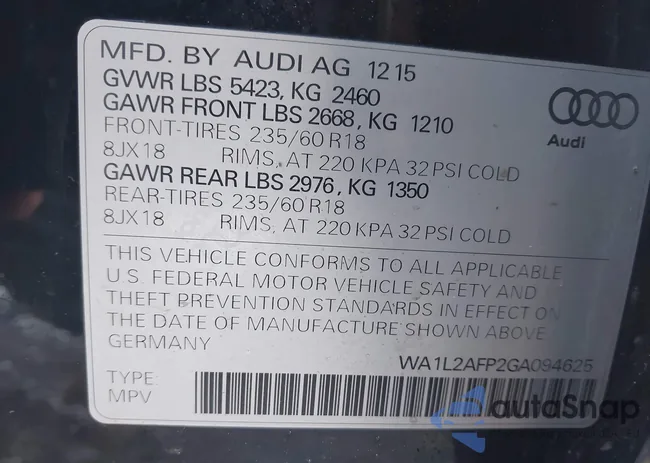 MFD. BY AUDI AG 12 15
GVWR LBS 5423, KG 2460
GAWR FRONT LBS 2668, KG 1210
FRONT-TIRES 235/60 R18
8JX18 RIMS, AT 220 KPA 32 PSI COLD
GAWR REAR LBS 2976, KG 1350
REAR-TIRES 235/60 R18
8JX18 RIMS, AT 220 KPA 32 PSI COLD
Audi
THIS VEHICLE CONFORMS TO ALL APPLICABLE
U.S. FEDERAL MOTOR VEHICLE SAFETY AND
THEFT PREVENTION STANDARDS IN EFFECT ON
THE DATE OF MANUFACTURE SHOWN ABOVE.
GERMANY
WA1L2AFP2GA094625
TYPE:
MPV
autoSnap